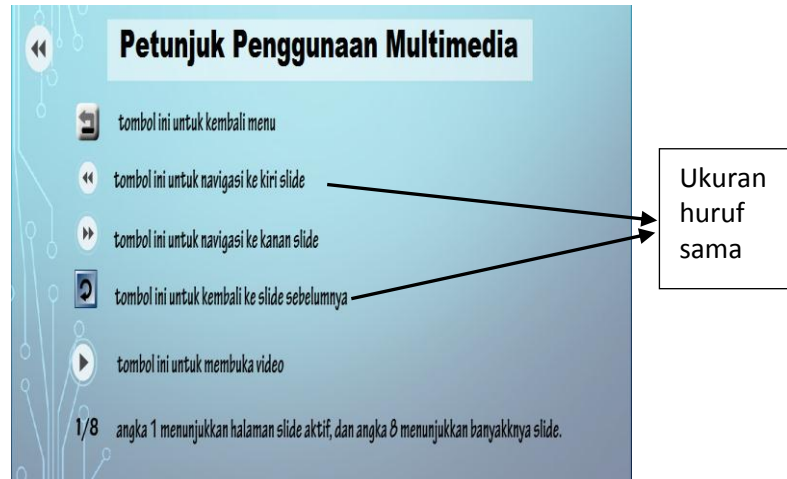 Petunjuk Penggunaan Multimedia
tombol ini untuk kembali menu
tombol ini untuk navigasi ke kiri slide
tombol ini untuk navigasi ke kanan slide
tombol ini untuk kembali ke slide sebelumnya
tombol ini untuk membuka video
1/8 angka 1 menunjukkan halaman slide aktif, dan angka 8 menunjukkan banyakknya slide.
Ukuran
huruf
sama